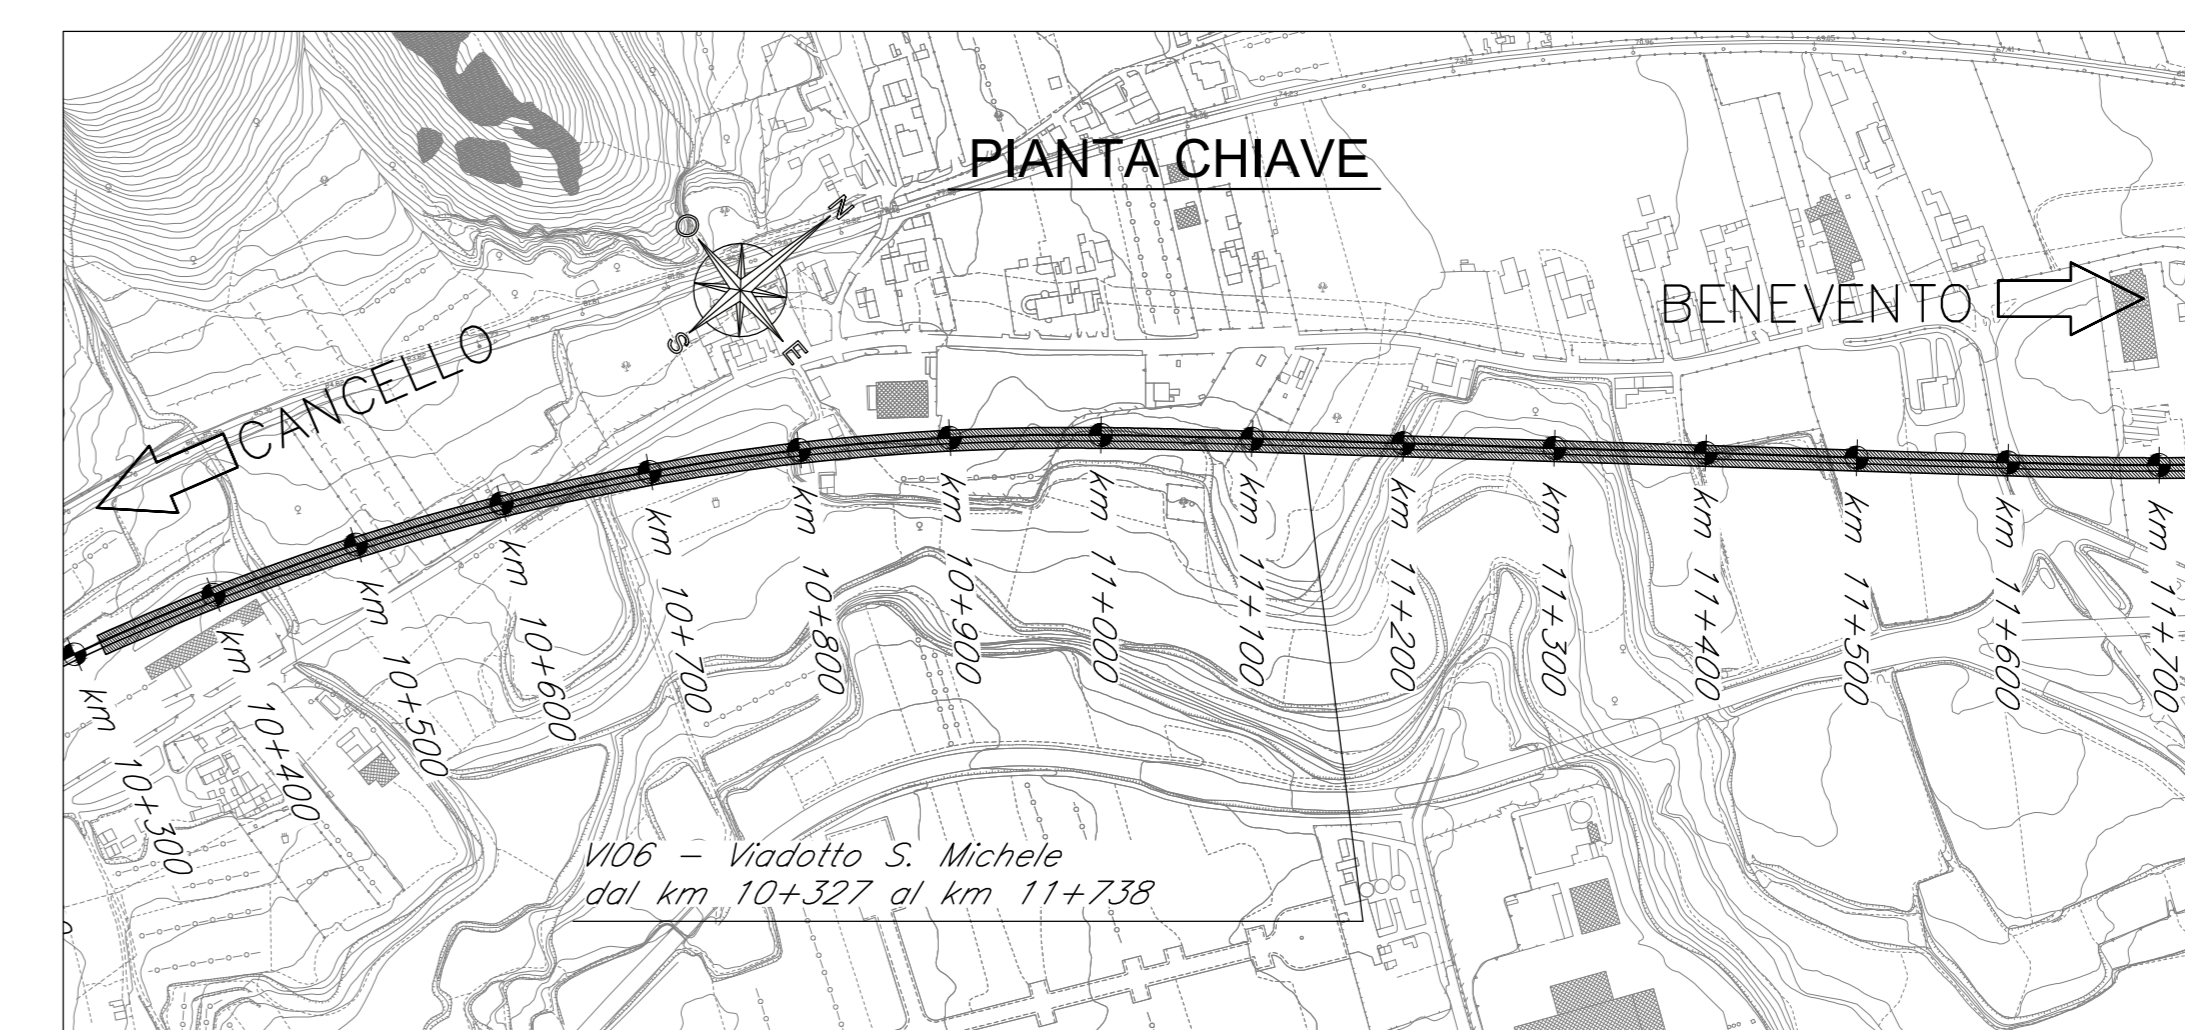 PIANTA CHIAVE
N
O
S
E
BENEVENTO
CANCELLO
km 10+300
km 10+400
km 10+500
km 10+600
km 10+700
km 10+800
km 10+900
km 11+000
km 11+100
km 11+200
km 11+300
km 11+400
km 11+500
km 11+600
km 11+700
VI06 – Viadotto S. Michele
dal km 10+327 al km 11+738